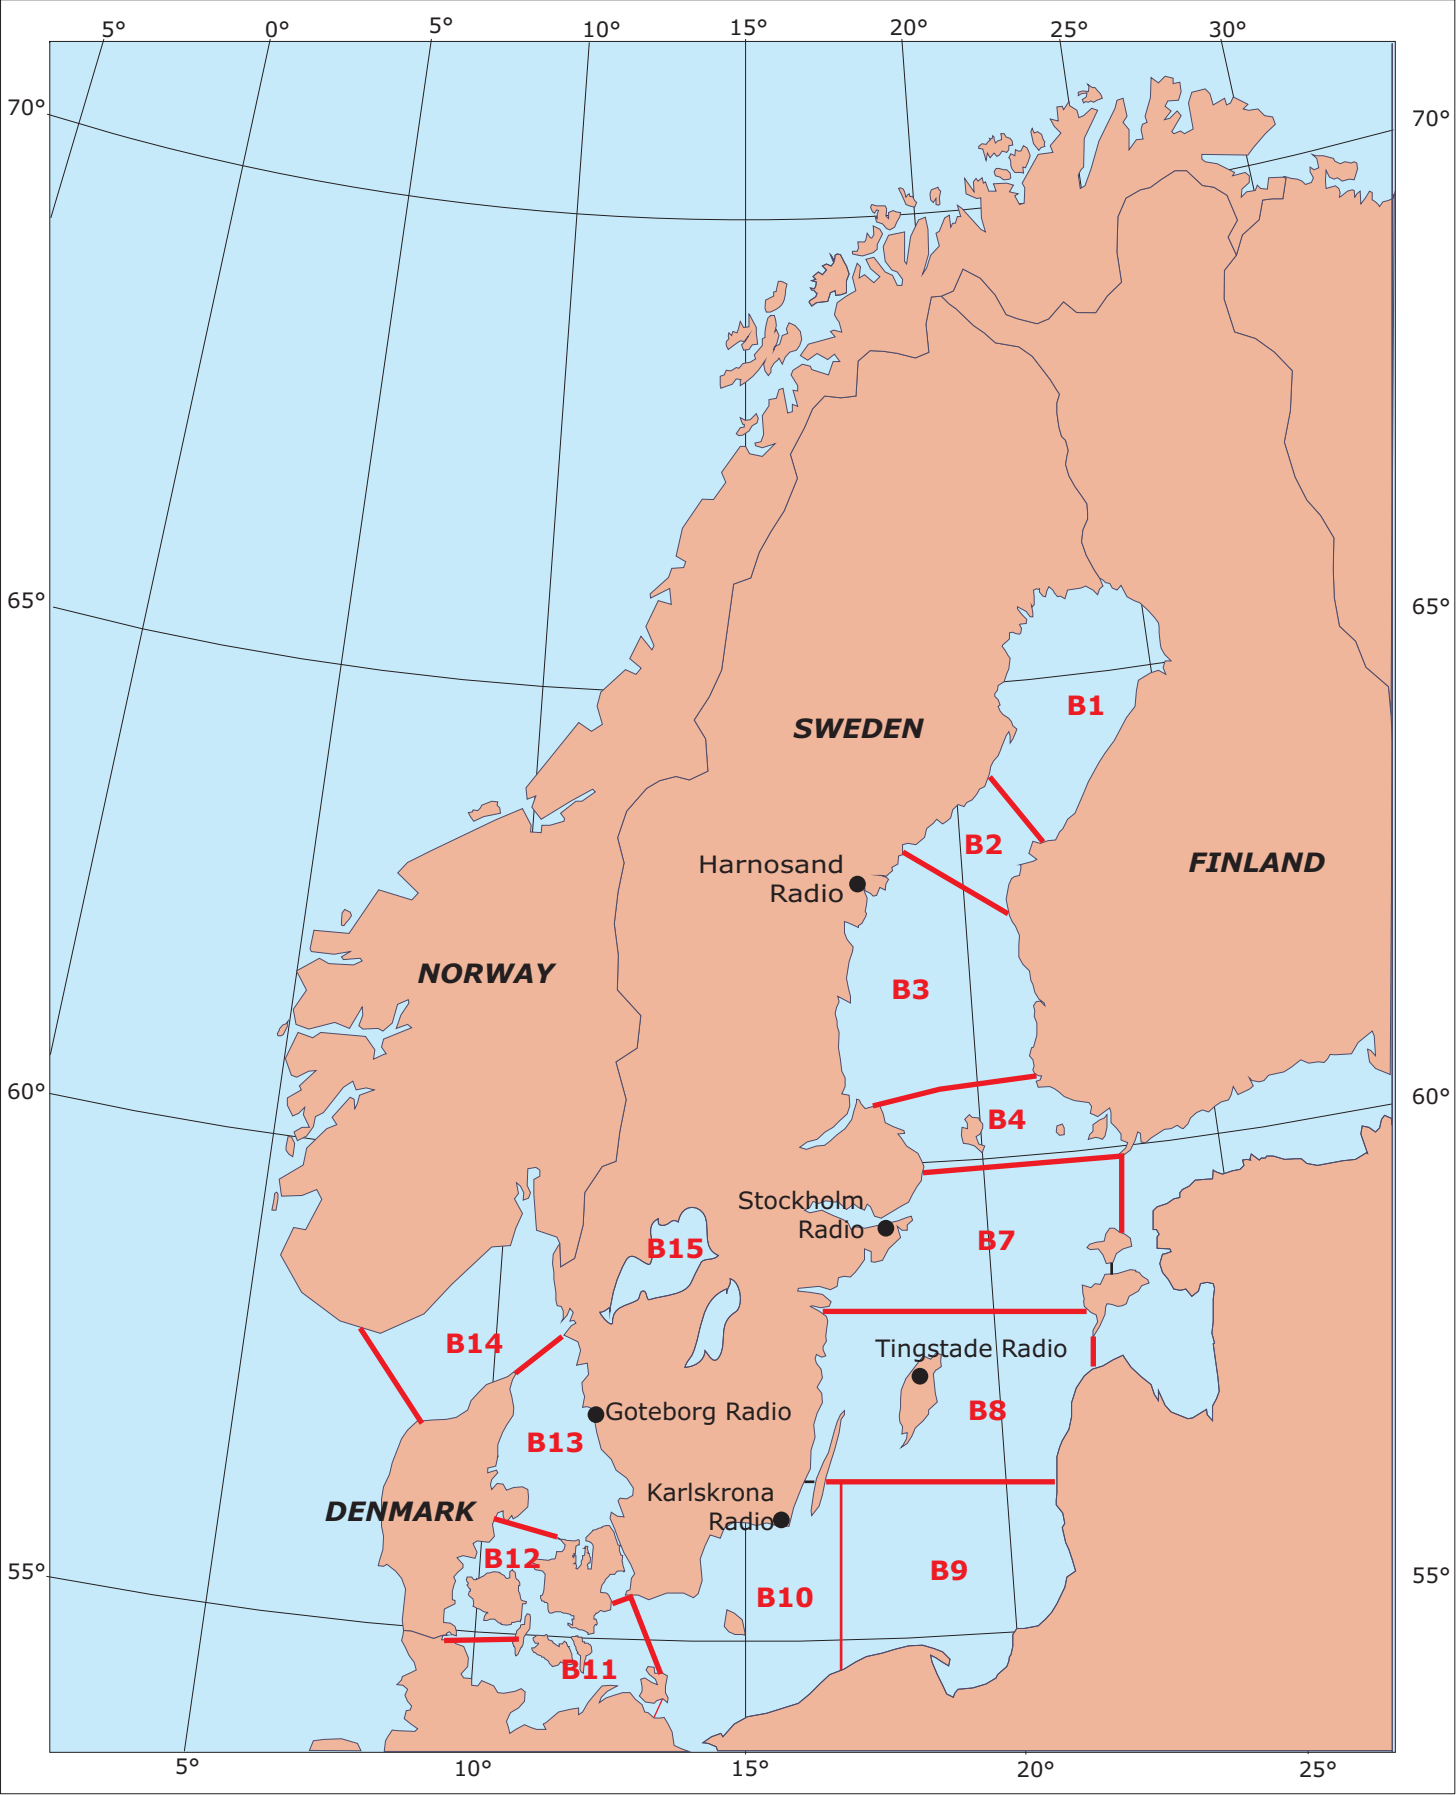 5° 0° 5° 10° 15° 20° 25° 30°
70° 70°
65° 65°
B1
SWEDEN
B2
FINLAND
Harnosand
Radio
NORWAY
B3
60° 60°
B4
Stockholm
Radio
B7
B15
B14
Tingstade Radio
Goteborg Radio
B8
B13
Karlskrona
Radio
DENMARK
B12
55° 55°
B9
B10
B11
5° 10° 15° 20° 25°